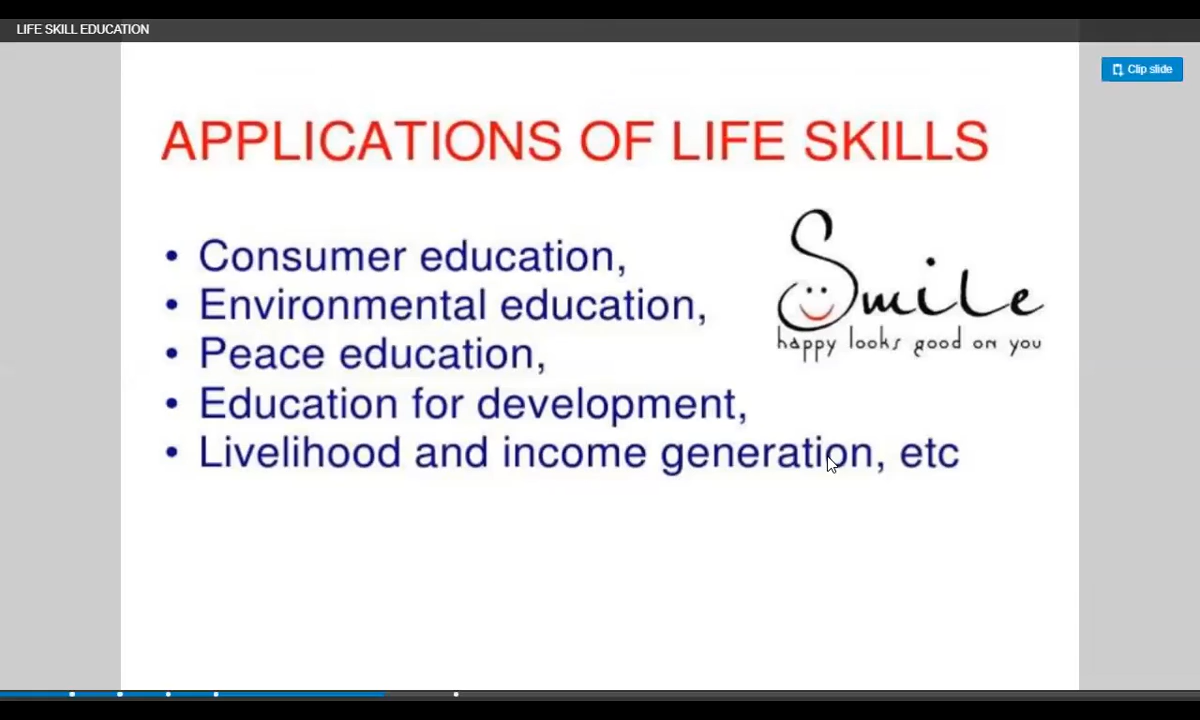 LIFE SKILL EDUCATION
Clip slide
APPLICATIONS OF LIFE SKILLS
• Consumer education,
• Environmental education,
• Peace education,
• Education for development,
• Livelihood and income generation, etc
Smile
happy looks good on you